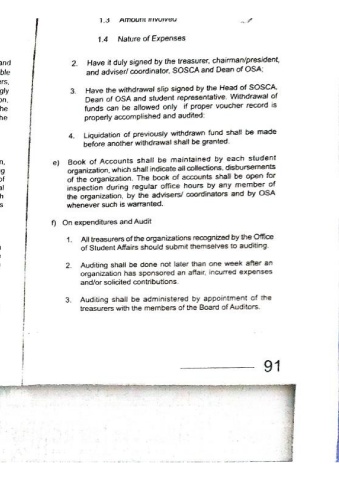 and
ble
ers,
gly
on,
he
he
n,
g
of
al
h
s
1.3 Amount Involved
1.4 Nature of Expenses
2. Have it duly signed by the treasurer, chairman/president,
and adviser/ coordinator, SOSCA and Dean of OSA;
3. Have the withdrawal slip signed by the Head of SOSCA,
Dean of OSA and student representative. Withdrawal of
funds can be allowed only if proper voucher record is
properly accomplished and audited:
4. Liquidation of previously withdrawn fund shall be made
before another withdrawal shall be granted.
e) Book of Accounts shall be maintained by each student
organization, which shall indicate all collections, disbursements
of the organization. The book of accounts shall be open for
inspection during regular office hours by any member of
the organization, by the advisers/ coordinators and by OSA
whenever such is warranted.
f) On expenditures and Audit
1. All treasurers of the organizations recognized by the Office
of Student Affairs should submit themselves to auditing.
2. Auditing shall be done not later than one week after an
organization has sponsored an affair, incurred expenses
and/or solicited contributions.
3. Auditing shall be administered by appointment of the
treasurers with the members of the Board of Auditors.
91